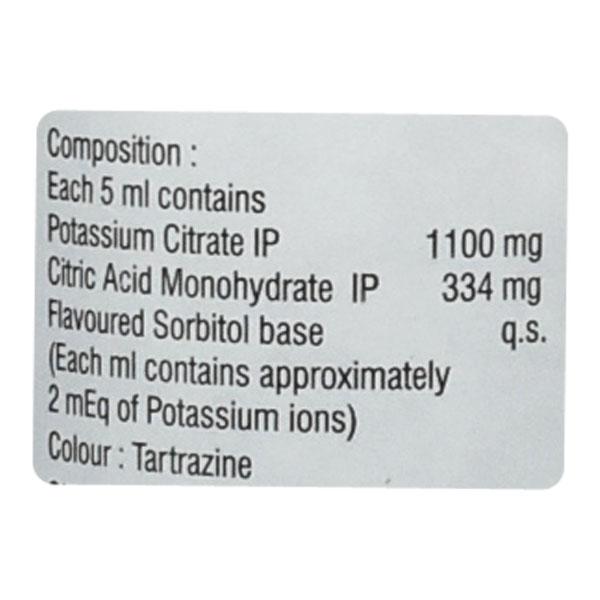 Composition :
Each 5 ml contains
Potassium Citrate IP 1100 mg
Citric Acid Monohydrate IP 334 mg
Flavoured Sorbitol base q.s.
(Each ml contains approximately
2 mEq of Potassium ions)
Colour : Tartrazine